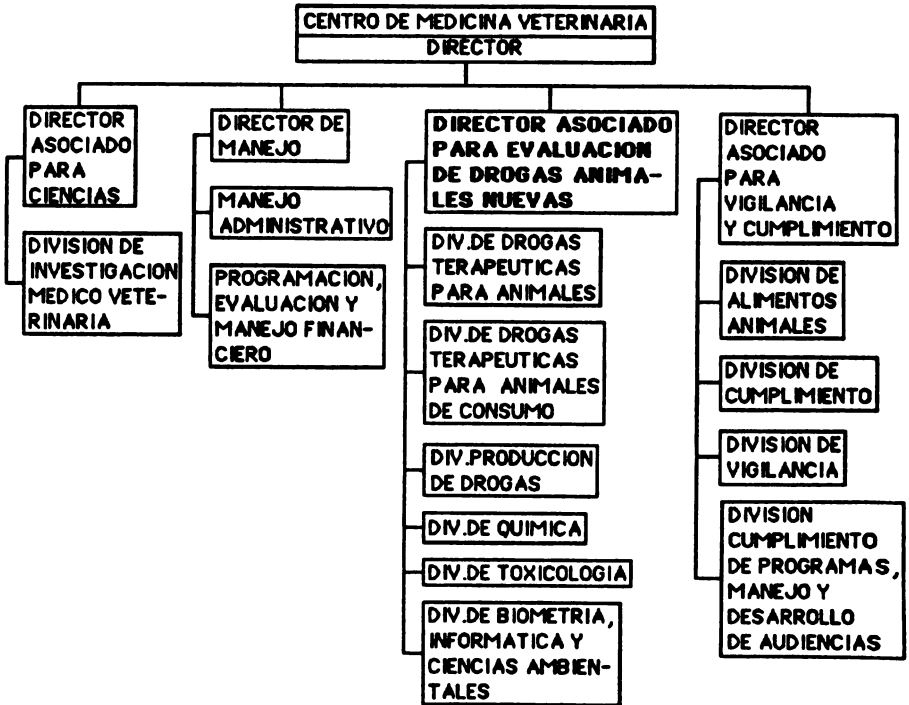 CENTRO DE MEDICINA VETERINARIA
DIRECTOR
DIRECTOR
ASOCIADO
PARA
CIENCIAS
DIVISION DE
INVESTIGACION
MEDICO VETE-
RINARIA
DIRECTOR DE
MANEJO
MANEJO
ADMINISTRATIVO
PROGRAMACION,
EVALUACION Y
MANEJO FINAN-
CIERO
DIRECTOR ASOCIADO
PARA EVALUACION
DE DROGAS ANIMA-
LES NUEVAS
DIV.DE DROGAS
TERAPEUTICAS
PARA ANIMALES
DIV.DE DROGAS
TERAPEUTICAS
PARA ANIMALES
DE CONSUMO
DIV.PRODUCCION
DE DROGAS
DIV.DE QUIMICA
DIV.DE TOXICOLOGIA
DIV.DE BIOMETRIA,
INFORMATICA Y
CIENCIAS AMBIEN-
TALES
DIRECTOR
ASOCIADO
PARA
VIGILANCIA
Y CUMPLIMIENTO
DIVISION DE
ALIMENTOS
ANIMALES
DIVISION DE
CUMPLIMIENTO
DIVISION DE
VIGILANCIA
DIVISION
CUMPLIMIENTO
DE PROGRAMAS,
MANEJO Y
DESARROLLO
DE AUDIENCIAS